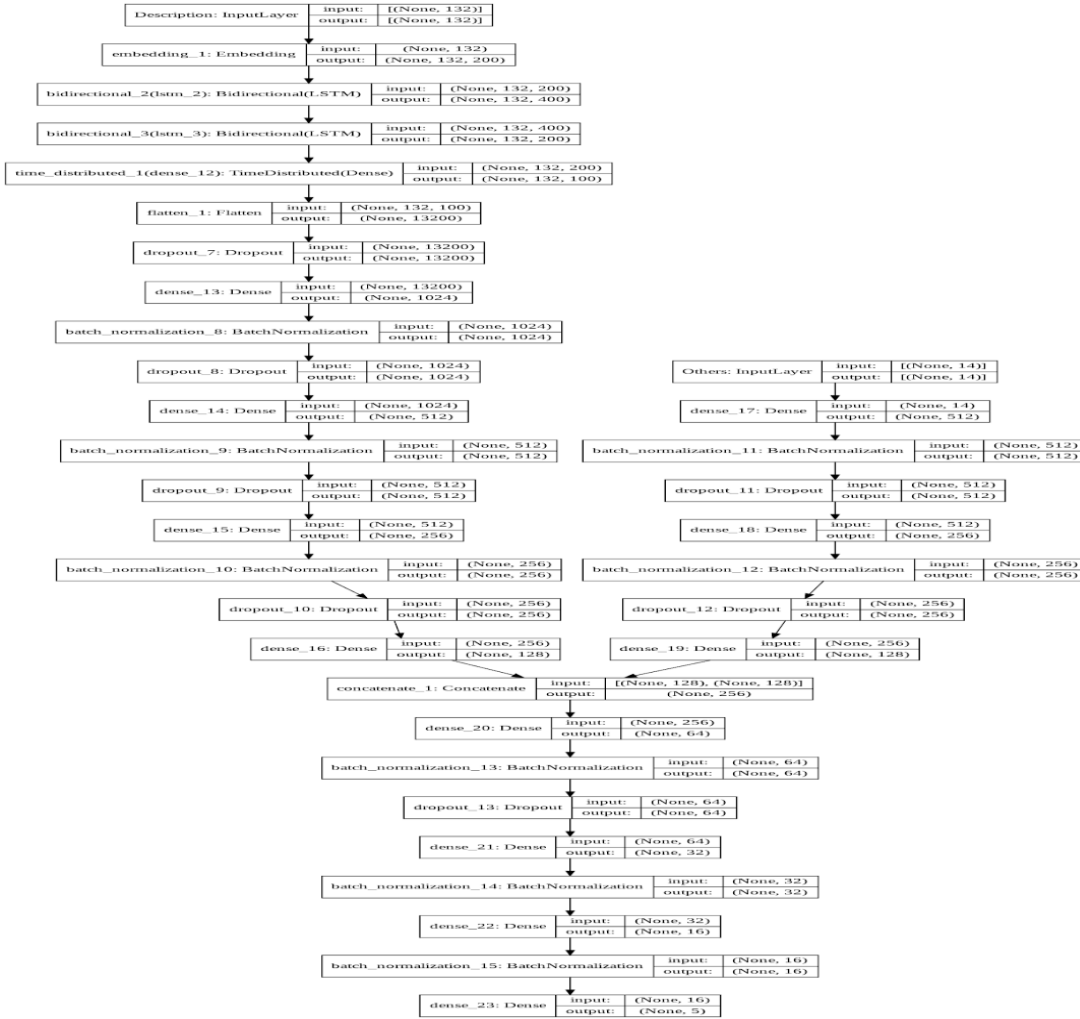 Description: InputLayer input: [(None, 132)]
output: [(None, 132)]
embedding_1: Embedding input: (None, 132)
output: (None, 132, 200)
bidirectional_2(lstm_2): Bidirectional(LSTM) input: (None, 132, 200)
output: (None, 132, 400)
bidirectional_3(lstm_3): Bidirectional(LSTM) input: (None, 132, 400)
output: (None, 132, 200)
time_distributed_1(dense_12): TimeDistributed(Dense) input: (None, 132, 200)
output: (None, 132, 100)
flatten_1: Flatten input: (None, 132, 100)
output: (None, 13200)
dropout_7: Dropout input: (None, 13200)
output: (None, 13200)
dense_13: Dense input: (None, 13200)
output: (None, 1024)
batch_normalization_8: BatchNormalization input: (None, 1024)
output: (None, 1024)
dropout_8: Dropout input: (None, 1024)
output: (None, 1024)
Others: InputLayer input: [(None, 14)]
output: [(None, 14)]
dense_14: Dense input: (None, 1024)
output: (None, 512)
dense_17: Dense input: (None, 14)
output: (None, 512)
batch_normalization_9: BatchNormalization input: (None, 512)
output: (None, 512)
batch_normalization_11: BatchNormalization input: (None, 512)
output: (None, 512)
dropout_9: Dropout input: (None, 512)
output: (None, 512)
dropout_11: Dropout input: (None, 512)
output: (None, 512)
dense_15: Dense input: (None, 512)
output: (None, 256)
dense_18: Dense input: (None, 512)
output: (None, 256)
batch_normalization_10: BatchNormalization input: (None, 256)
output: (None, 256)
batch_normalization_12: BatchNormalization input: (None, 256)
output: (None, 256)
dropout_10: Dropout input: (None, 256)
output: (None, 256)
dropout_12: Dropout input: (None, 256)
output: (None, 256)
dense_16: Dense input: (None, 256)
output: (None, 128)
dense_19: Dense input: (None, 256)
output: (None, 128)
concatenate_1: Concatenate input: [(None, 128), (None, 128)]
output: (None, 256)
dense_20: Dense input: (None, 256)
output: (None, 64)
batch_normalization_13: BatchNormalization input: (None, 64)
output: (None, 64)
dropout_13: Dropout input: (None, 64)
output: (None, 64)
dense_21: Dense input: (None, 64)
output: (None, 32)
batch_normalization_14: BatchNormalization input: (None, 32)
output: (None, 32)
dense_22: Dense input: (None, 32)
output: (None, 16)
batch_normalization_15: BatchNormalization input: (None, 16)
output: (None, 16)
dense_23: Dense input: (None, 16)
output: (None, 5)